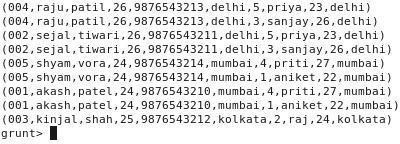 (004,raju,patil,26,9876543213,delhi,5,priya,23,delhi)
(004,raju,patil,26,9876543213,delhi,3,sanjay,26,delhi)
(002,sejal,tiwari,26,9876543211,delhi,5,priya,23,delhi)
(002,sejal,tiwari,26,9876543211,delhi,3,sanjay,26,delhi)
(005,shyam,vora,24,9876543214,mumbai,4,priti,27,mumbai)
(005,shyam,vora,24,9876543214,mumbai,1,aniket,22,mumbai)
(001,akash,patel,24,9876543210,mumbai,4,priti,27,mumbai)
(001,akash,patel,24,9876543210,mumbai,1,aniket,22,mumbai)
(003,kinjal,shah,25,9876543212,kolkata,2,raj,24,kolkata)
grunt>